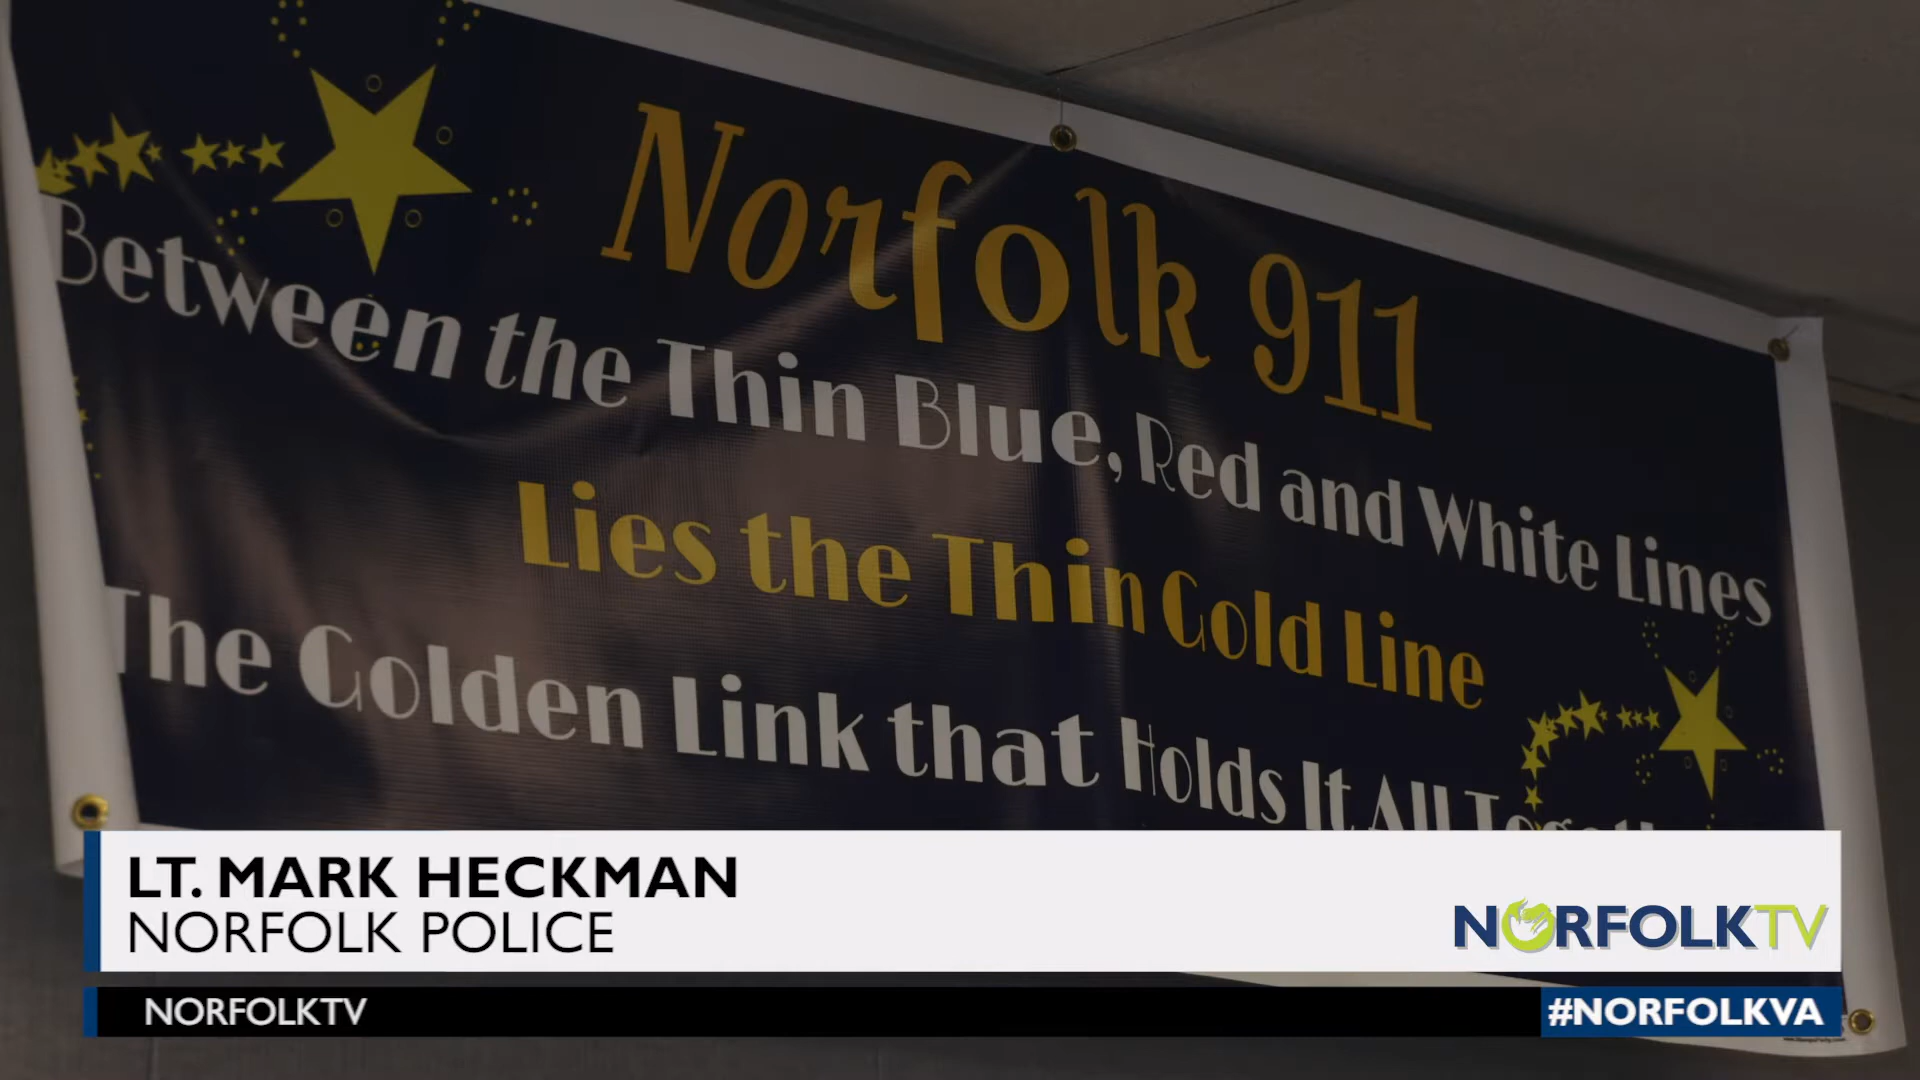 Norfolk 911
Between the Thin Blue, Red and White Lines
Lies the Thin Gold Line
The Golden Link that Holds It All
LT. MARK HECKMAN
NORFOLK POLICE
NORFOLKTV
NORFOLKTV
#NORFOLKVA